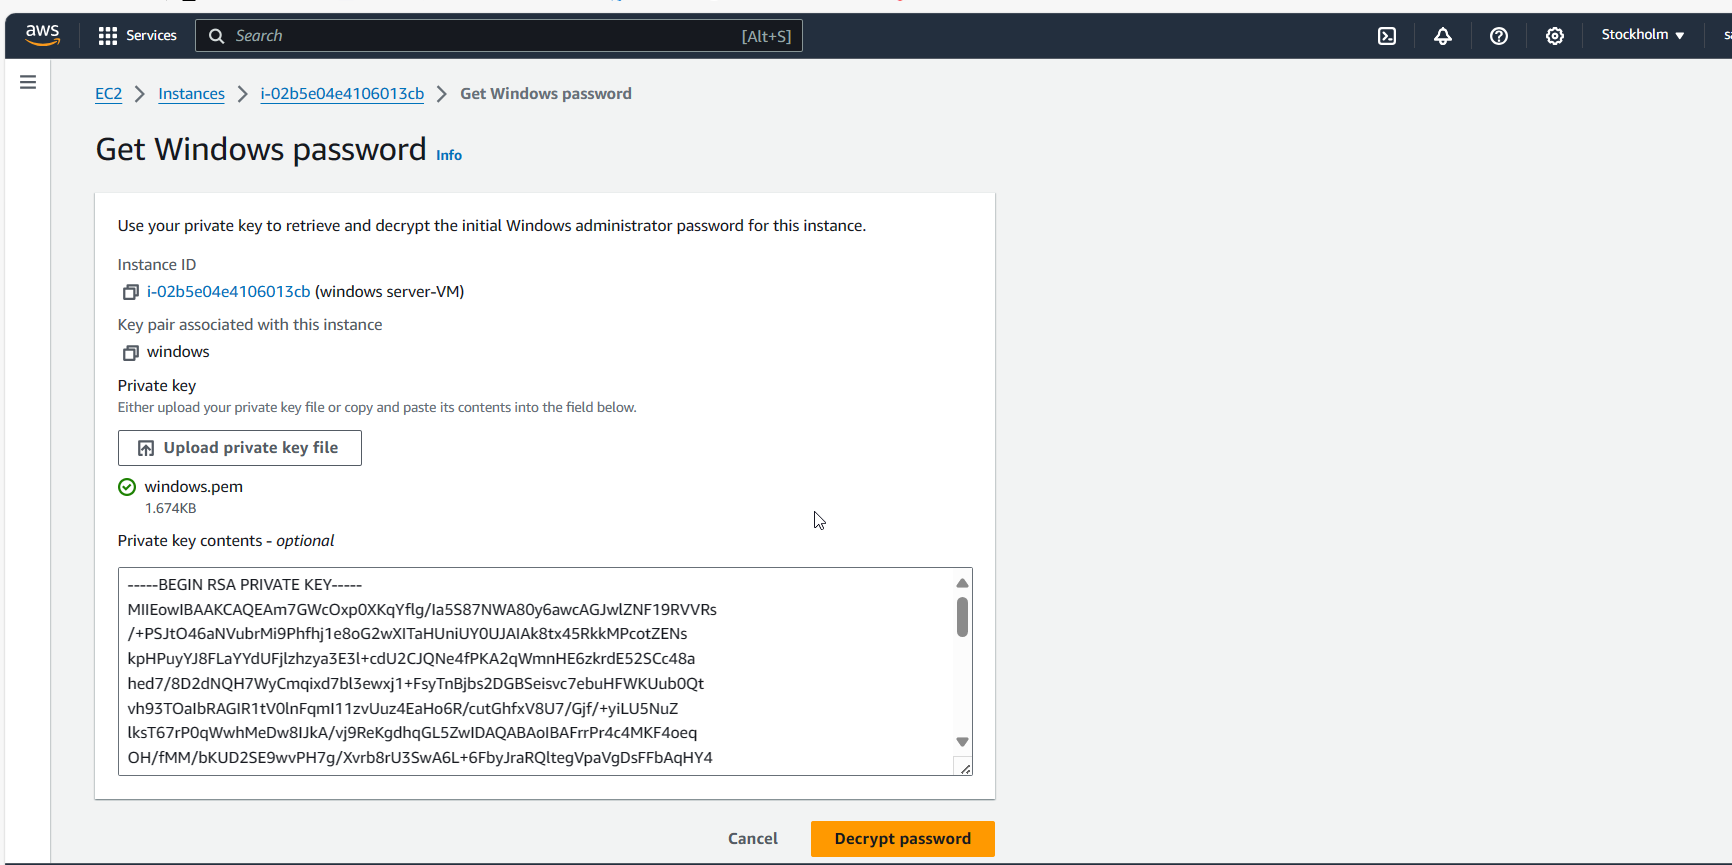 aws
Services
Search
[Alt+S]
Stockholm
EC2
Instances
i-02b5e04e4106013cb
Get Windows password
Get Windows password Info
Use your private key to retrieve and decrypt the initial Windows administrator password for this instance.
Instance ID
i-02b5e04e4106013cb (windows server-VM)
Key pair associated with this instance
windows
Private key
Either upload your private key file or copy and paste its contents into the field below.
Upload private key file
windows.pem
1.674KB
Private key contents - optional
-----BEGIN RSA PRIVATE KEY-----
MIIEowIBAAKCAQEAm7GWcOxp0XKqYflg/Ia5S87NWA80y6awcAGJwlZNF19RVVRs
/+PSJtO46aNVubrMi9Phfhj1e8oG2wXITaHUniUY0UJAIAk8tx45RkkMPcotZENs
kpHPuyYJ8FLaYYdUFjlzhzya3E3l+cdU2CJQNe4fPKA2qWmnHE6zkrdE52SCc48a
hed7/8D2dNQH7WyCmqixd7bl3ewxj1+FsyTnBjbs2DGBSeisvc7ebuHFWKUub0Qt
vh93TOaIbRAGIR1tV0lnFqmI11zvUuz4EaHo6R/cutGhfxV8U7/Gjf/+yiLU5NuZ
lksT67rP0qWwhMeDw8IJkA/vj9ReKgdhqGL5ZwIDAQABAoIBAFrrPr4c4MKF4oeq
OH/fMM/bKUD2SE9wvPH7g/Xvrb8rU3SwA6L+6FbyJraRQltegVpaVgDsFFbAqHY4
Cancel
Decrypt password